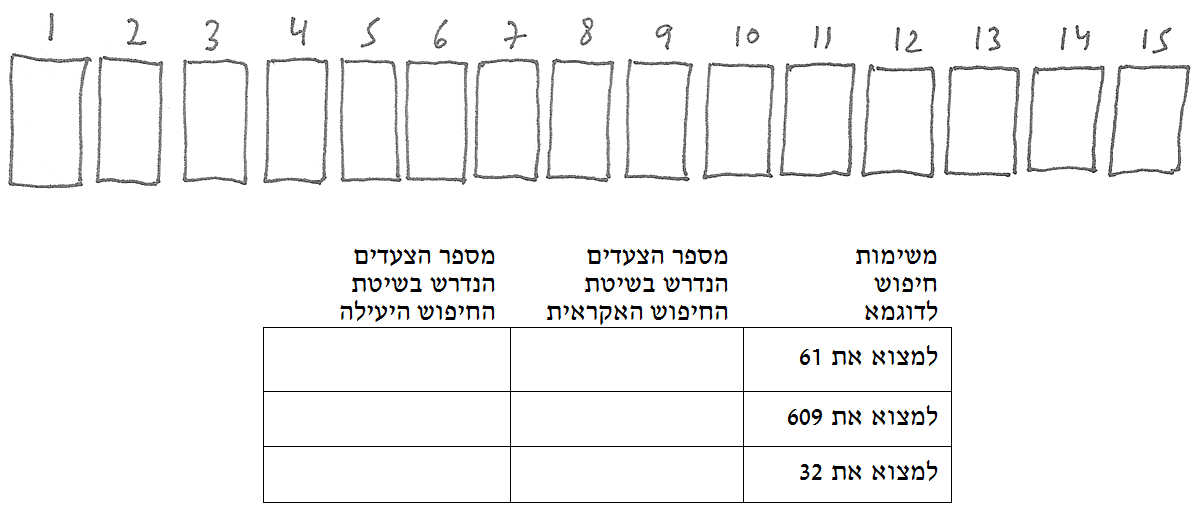 1 2 3 4 5 6 7 8 9 10 11 12 13 14 15
משימות חיפוש לדוגמא
מספר הצעדים הנדרש בשיטת החיפוש האקראית
מספר הצעדים הנדרש בשיטת החיפוש היעילה
למצוא את 61
למצוא את 609
למצוא את 32